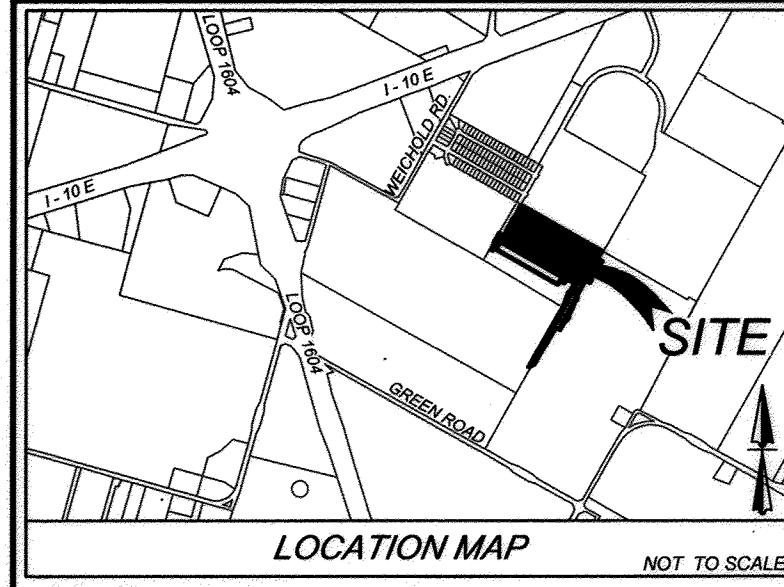 LOOP 1604
I - 10 E
WEICHOLD RD.
I - 10 E
SITE
LOOP 1604
GREEN ROAD
LOCATION MAP
NOT TO SCALE